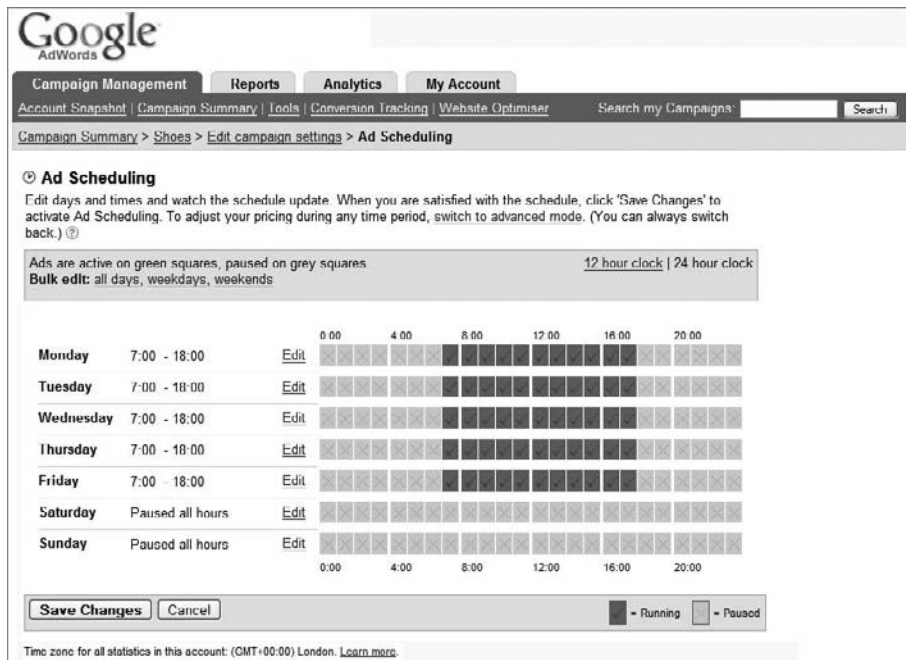 Google
AdWords
Campaign Management Reports Analytics My Account
Account Snapshot | Campaign Summary | Tools | Conversion Tracking | Website Optimiser Search my Campaigns: Search
Campaign Summary > Shoes > Edit campaign settings > Ad Scheduling
Ad Scheduling
Edit days and times and watch the schedule update. When you are satisfied with the schedule, click 'Save Changes' to
activate Ad Scheduling. To adjust your pricing during any time period, switch to advanced mode. (You can always switch
back.) ?
Ads are active on green squares, paused on grey squares 12 hour clock | 24 hour clock
Bulk edit: all days, weekdays, weekends
0:00 4:00 8:00 12:00 16:00 20:00
Monday 7:00 - 18:00 Edit
Tuesday 7:00 - 18:00 Edit
Wednesday 7:00 - 18:00 Edit
Thursday 7:00 - 18:00 Edit
Friday 7:00 - 18:00 Edit
Saturday Paused all hours Edit
Sunday Paused all hours Edit
0:00 4:00 8:00 12:00 16:00 20:00
Save Changes Cancel = Running = Paused
Time zone for all statistics in this account: (GMT+00:00) London. Learn more.